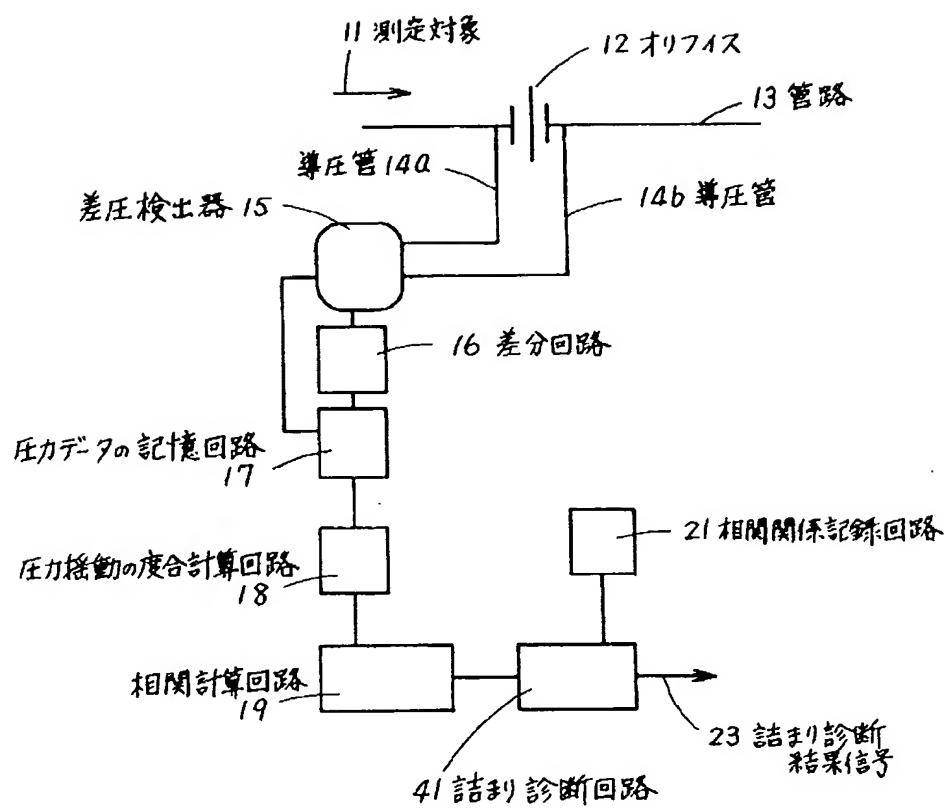 11 測定対象
12 オリフィス
13 管路
導圧管 14a
14b 導圧管
差圧検出器 15
16 差分回路
圧力データの記憶回路
17
21 相関関係記録回路
圧力揺動の度合計算回路
18
相関計算回路
19
23 詰まり診断
結果信号
41 詰まり診断回路